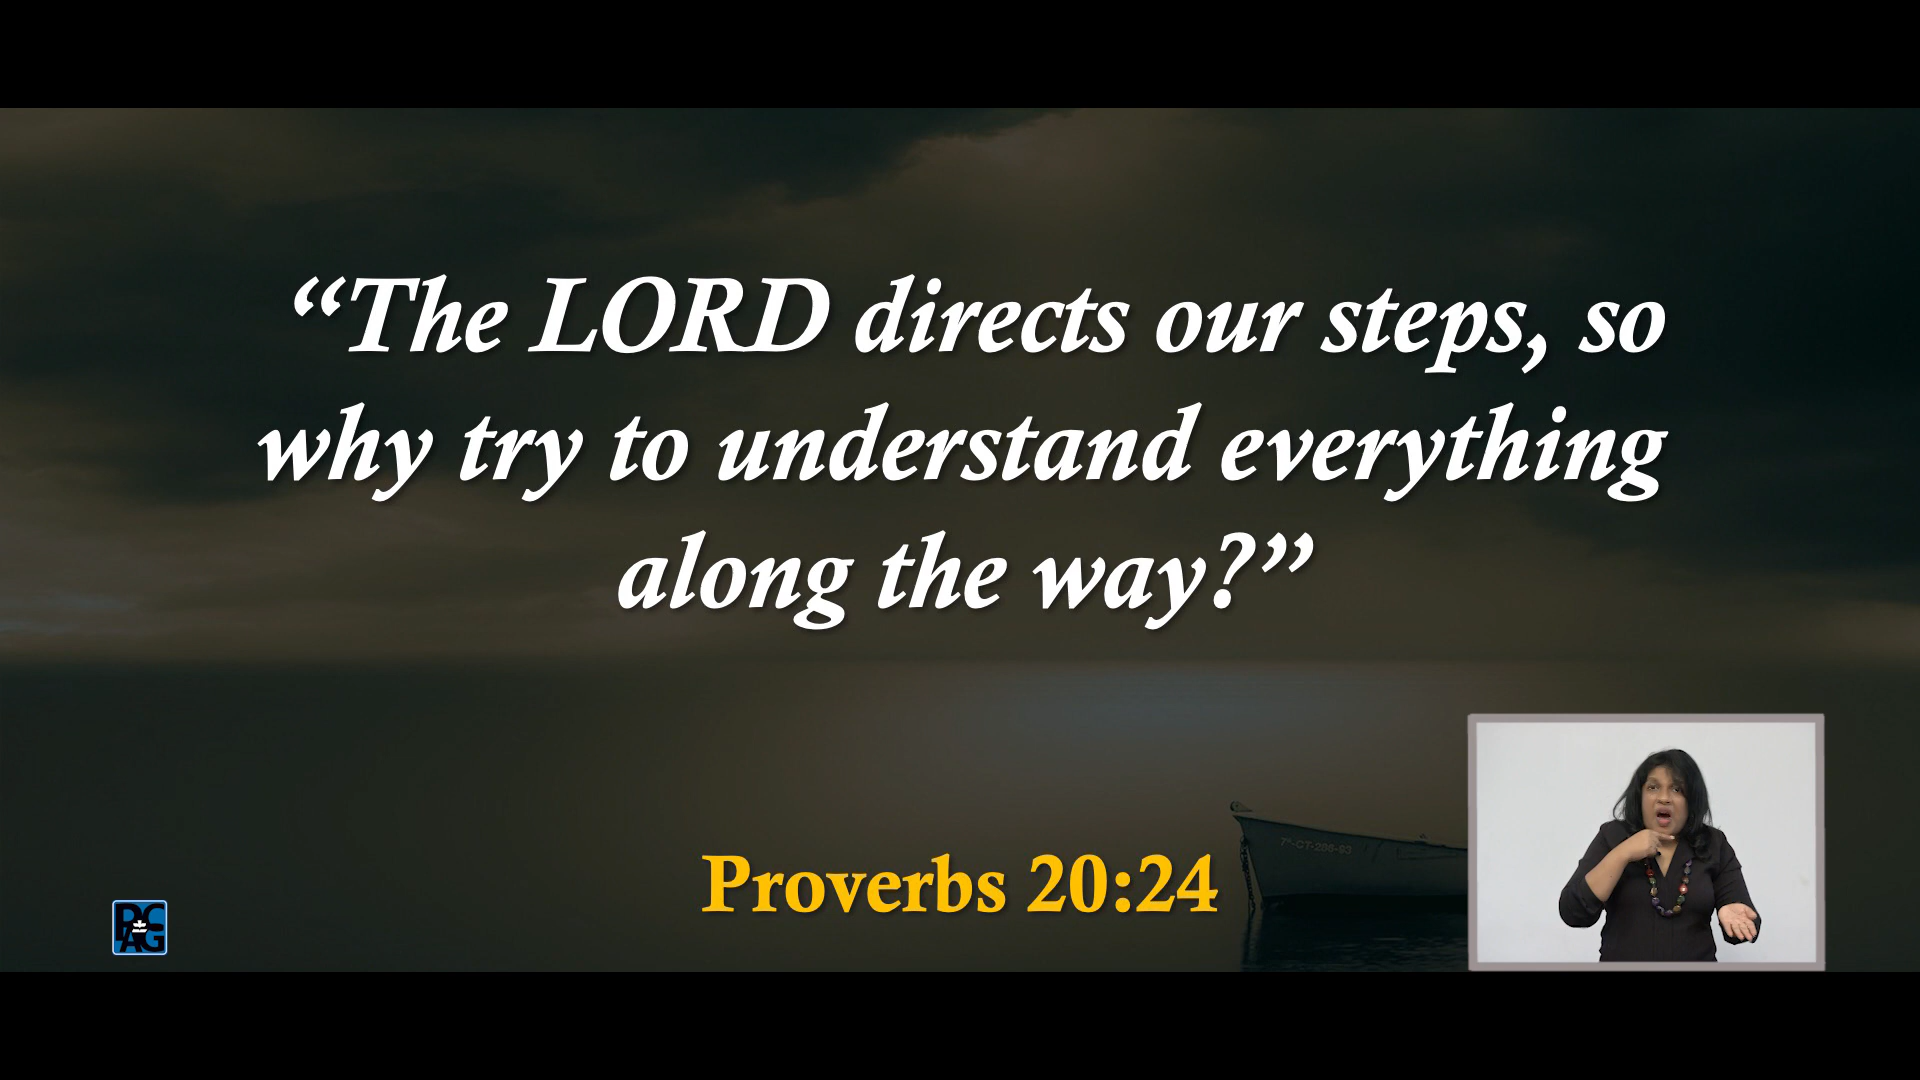 “The LORD directs our steps, so
why try to understand everything
along the way?”
Proverbs 20:24